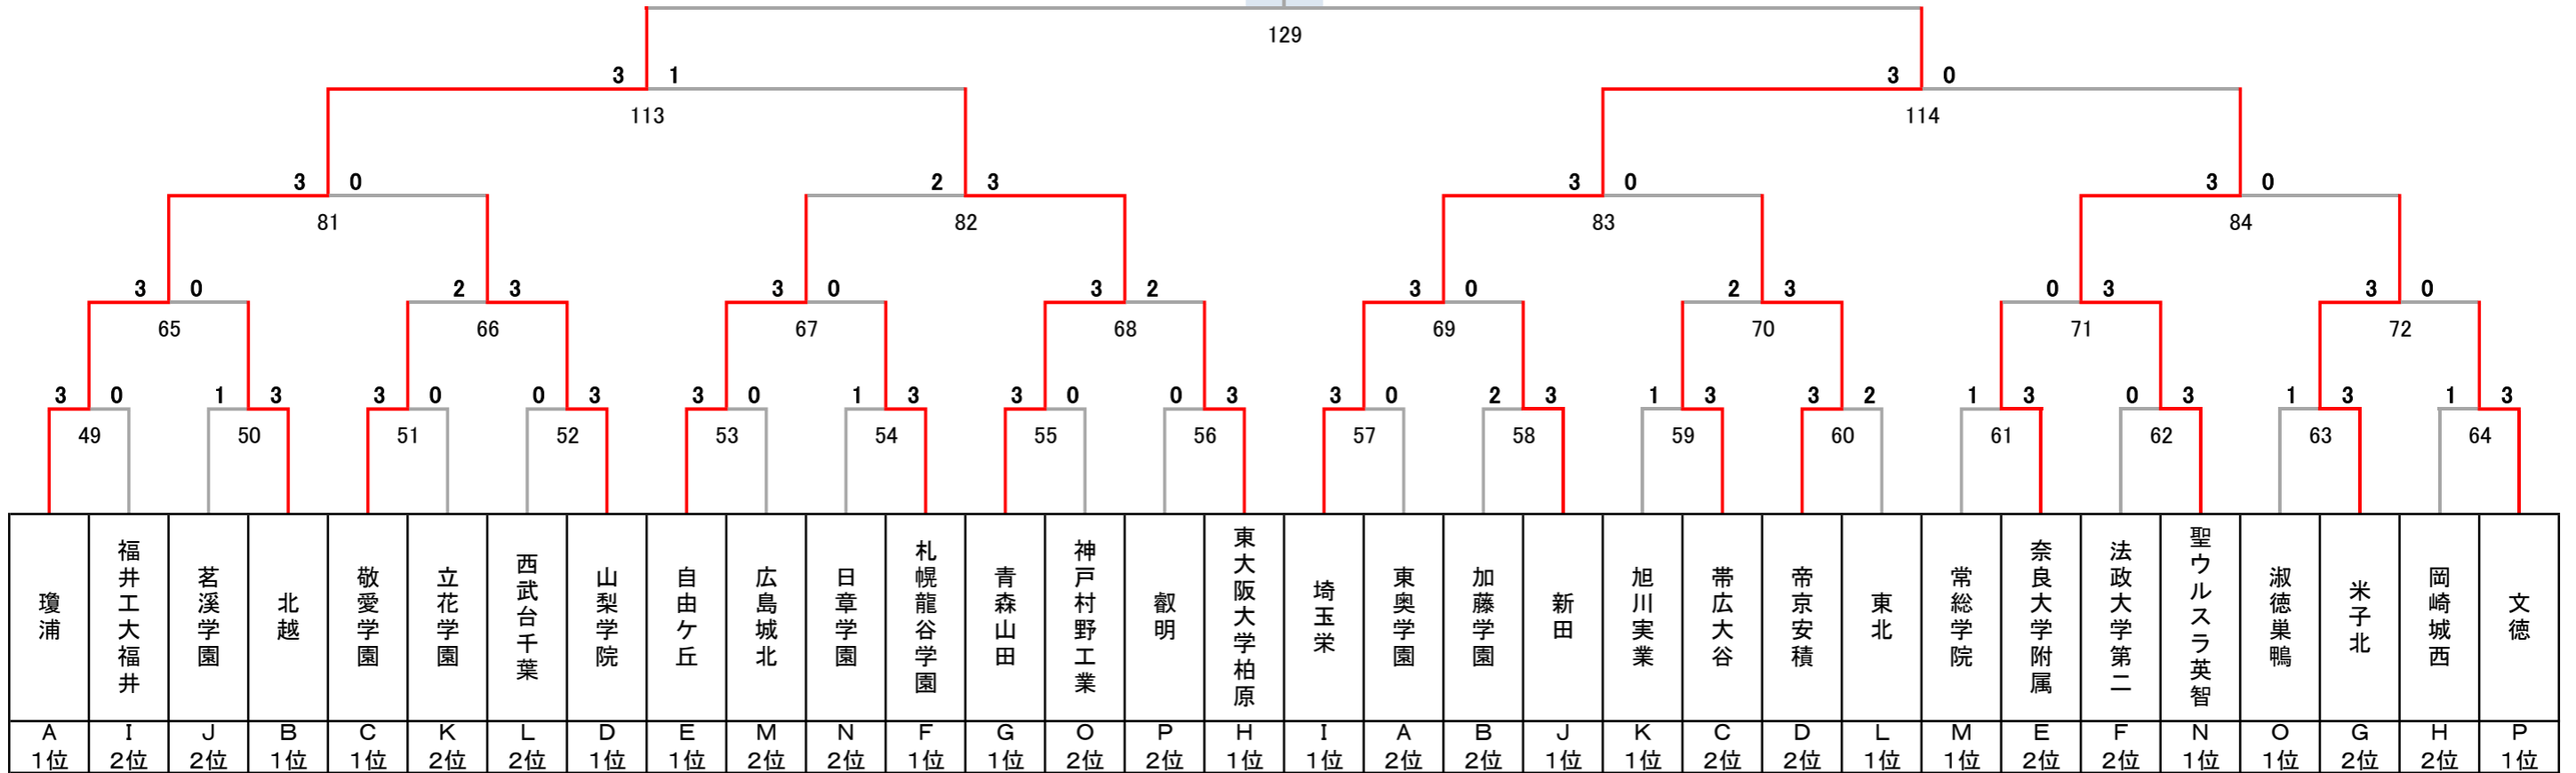 129
3 1 3 0
113 114
3 0 2 3 3 0 3 0
81 82 83 84
3 0 2 3 3 0 3 2 3 0 2 3 0 3 3 0
65 66 67 68 69 70 71 72
3 0 1 3 3 0 0 3 3 0 1 3 3 0 0 3 3 0 2 3 1 3 3 2 1 3 0 3 1 3 1 3
49 50 51 52 53 54 55 56 57 58 59 60 61 62 63 64
瓊浦
福井工大福井
茗溪学園
北越
敬愛学園
立花学園
西武台千葉
山梨学院
自由ケ丘
広島城北
日章学園
札幌龍谷学園
青森山田
神戸村野工業
叡明
東大阪大学柏原
埼玉栄
東奥学園
加藤学園
新田
旭川実業
帯広大谷
帝京安積
東北
常総学院
奈良大学附属
法政大学第二
聖ウルスラ英智
淑徳巣鴨
米子北
岡崎城西
文徳
A I J B C K L D E M N F G O P H I A B J K C D L M E F N O G H P
1位 2位 2位 1位 1位 2位 2位 1位 1位 2位 2位 1位 1位 2位 2位 1位 1位 2位 2位 1位 1位 2位 2位 1位 1位 2位 2位 1位 1位 2位 2位 1位